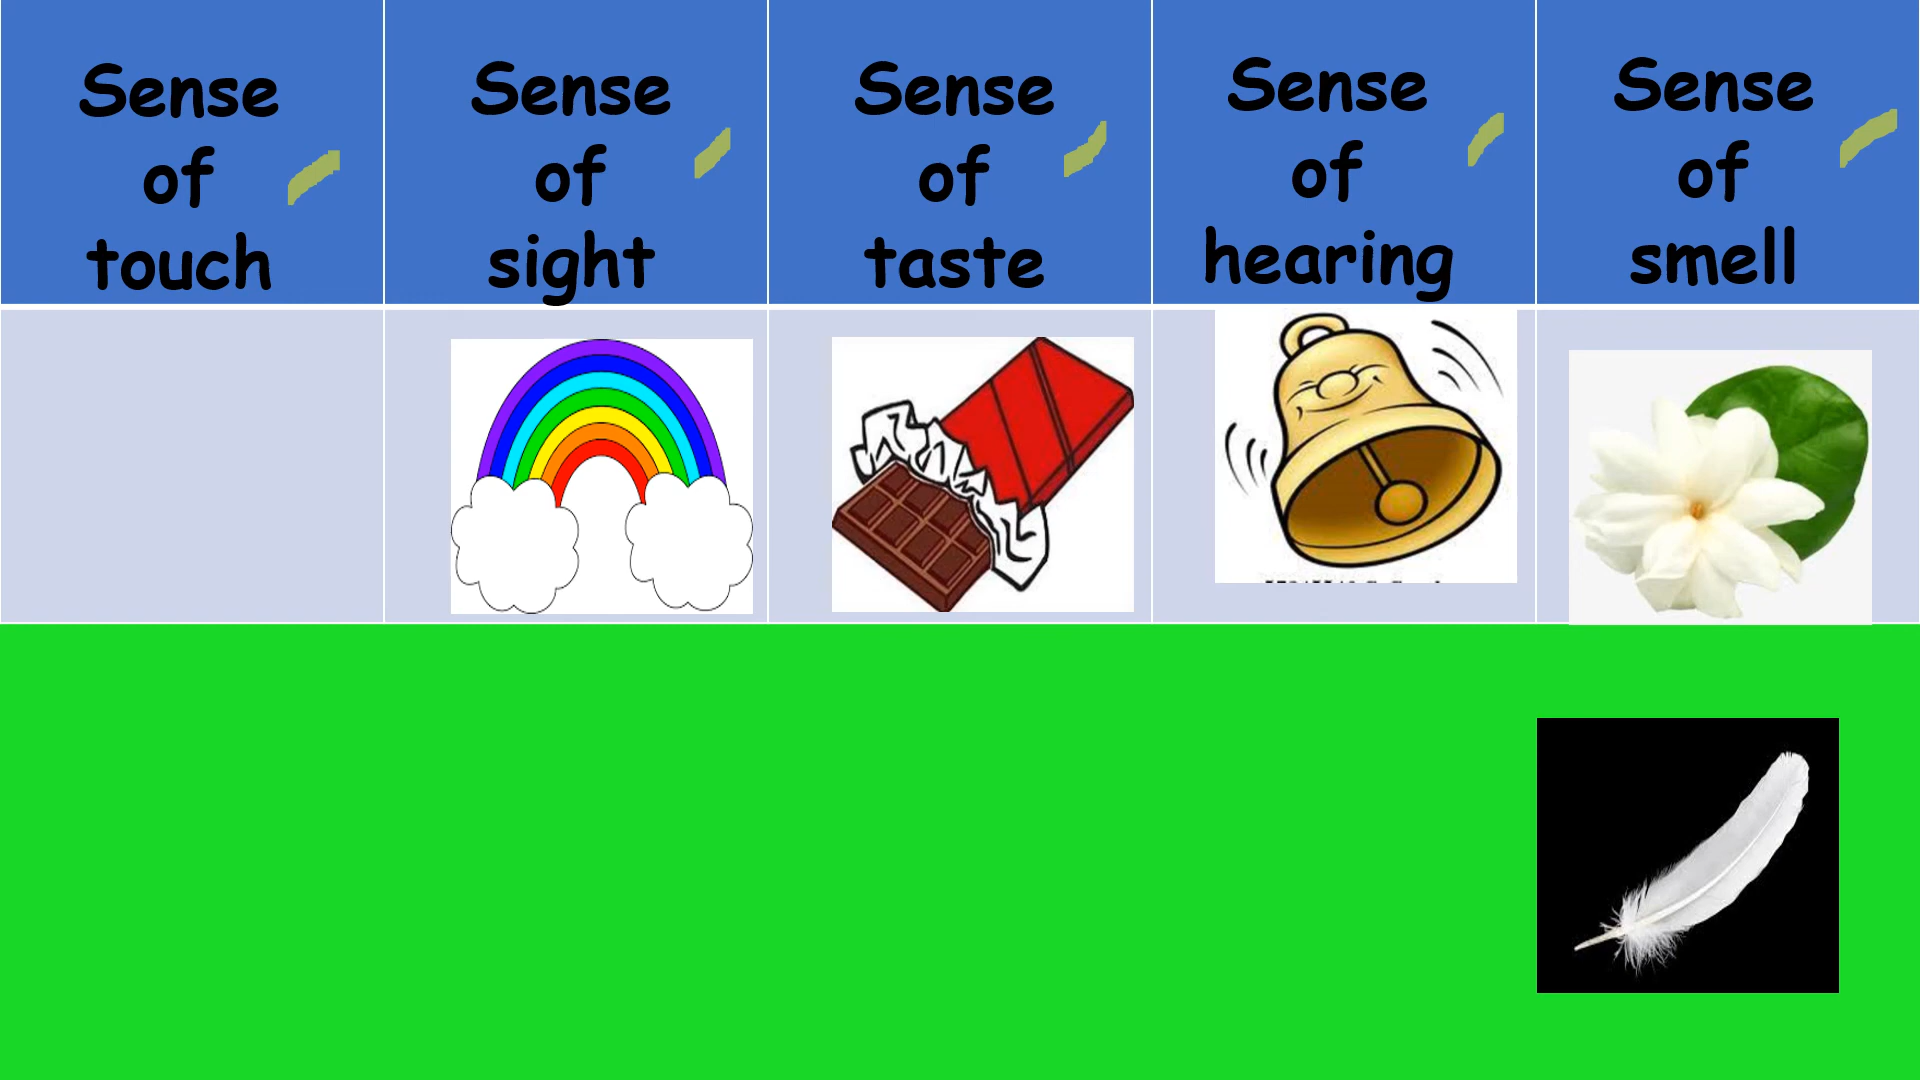 Sense
of
touch
Sense
of
sight
Sense
of
taste
Sense
of
hearing
Sense
of
smell